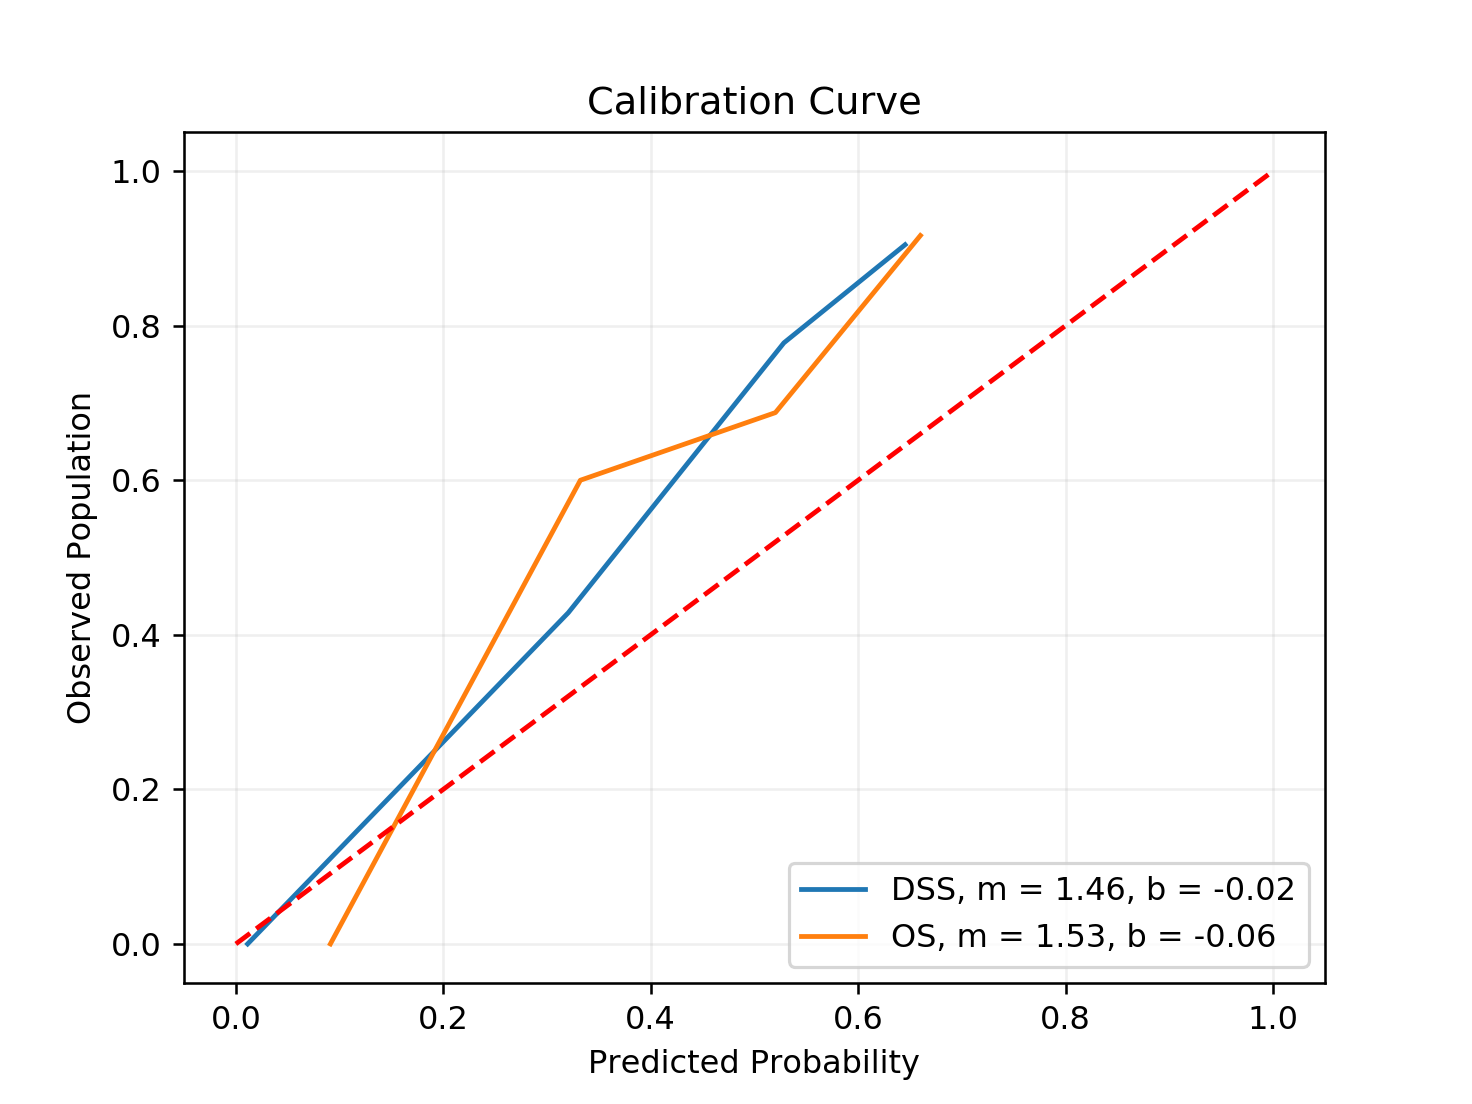 Calibration Curve
1.0
0.8
0.6
0.4
0.2
0.0
Observed Population
DSS, m = 1.46, b = -0.02
OS, m = 1.53, b = -0.06
0.0 0.2 0.4 0.6 0.8 1.0
Predicted Probability